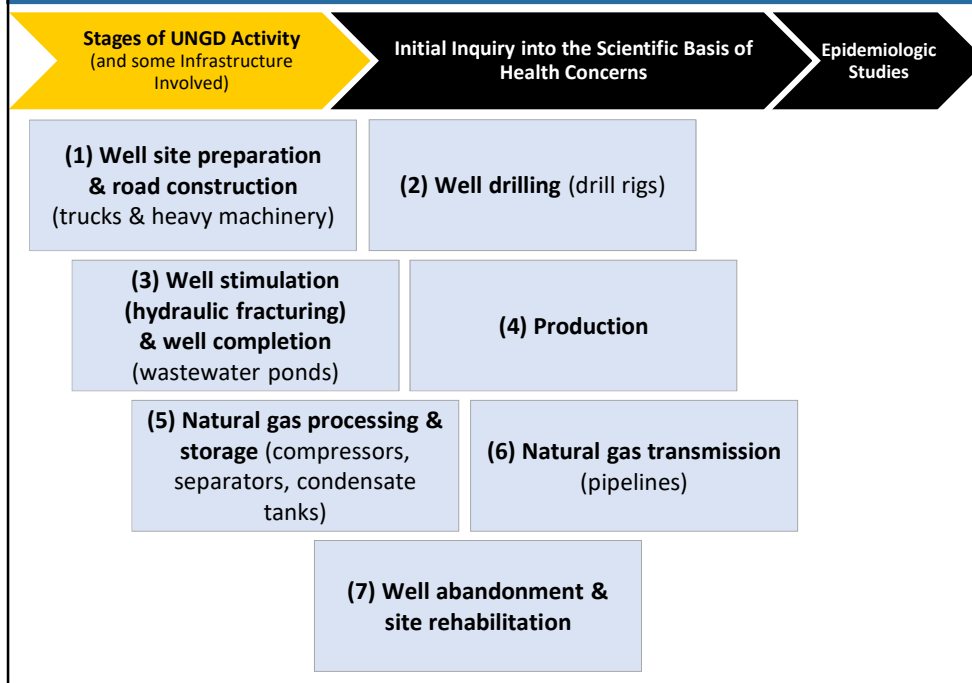 Stages of UNGD Activity
(and some Infrastructure
Involved)
Initial Inquiry into the Scientific Basis of
Health Concerns
Epidemiologic
Studies
(1) Well site preparation
& road construction
(trucks & heavy machinery)
(2) Well drilling (drill rigs)
(3) Well stimulation
(hydraulic fracturing)
& well completion
(wastewater ponds)
(4) Production
(5) Natural gas processing &
storage (compressors,
separators, condensate
tanks)
(6) Natural gas transmission
(pipelines)
(7) Well abandonment &
site rehabilitation